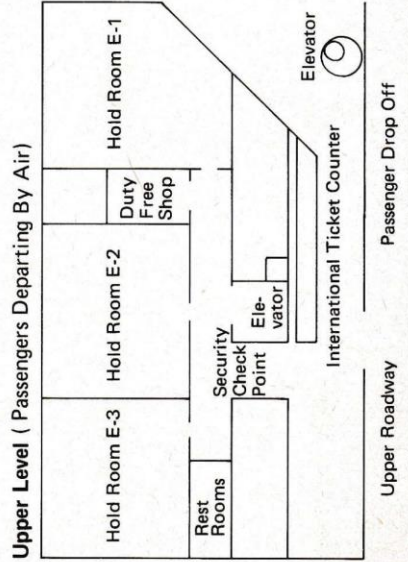 Upper Level ( Passengers Departing By Air)
Hold Room E-3
Hold Room E-2
Duty
Free
Shop
Hold Room E-1
Rest
Rooms
Security
Check
Point
Ele-
vator
International Ticket Counter
Elevator
Upper Roadway
Passenger Drop Off